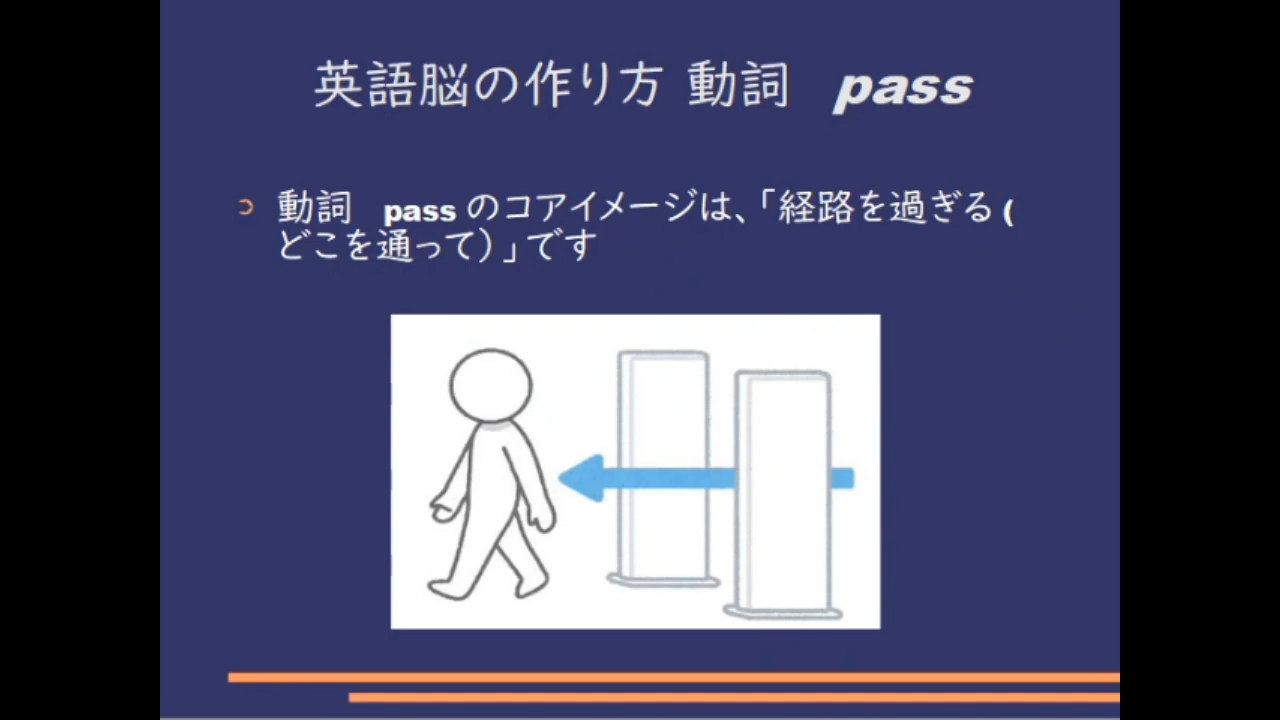 英語脳の作り方 動詞　pass
動詞　pass のコアイメージは、「経路を過ぎる (
どこを通って）」です